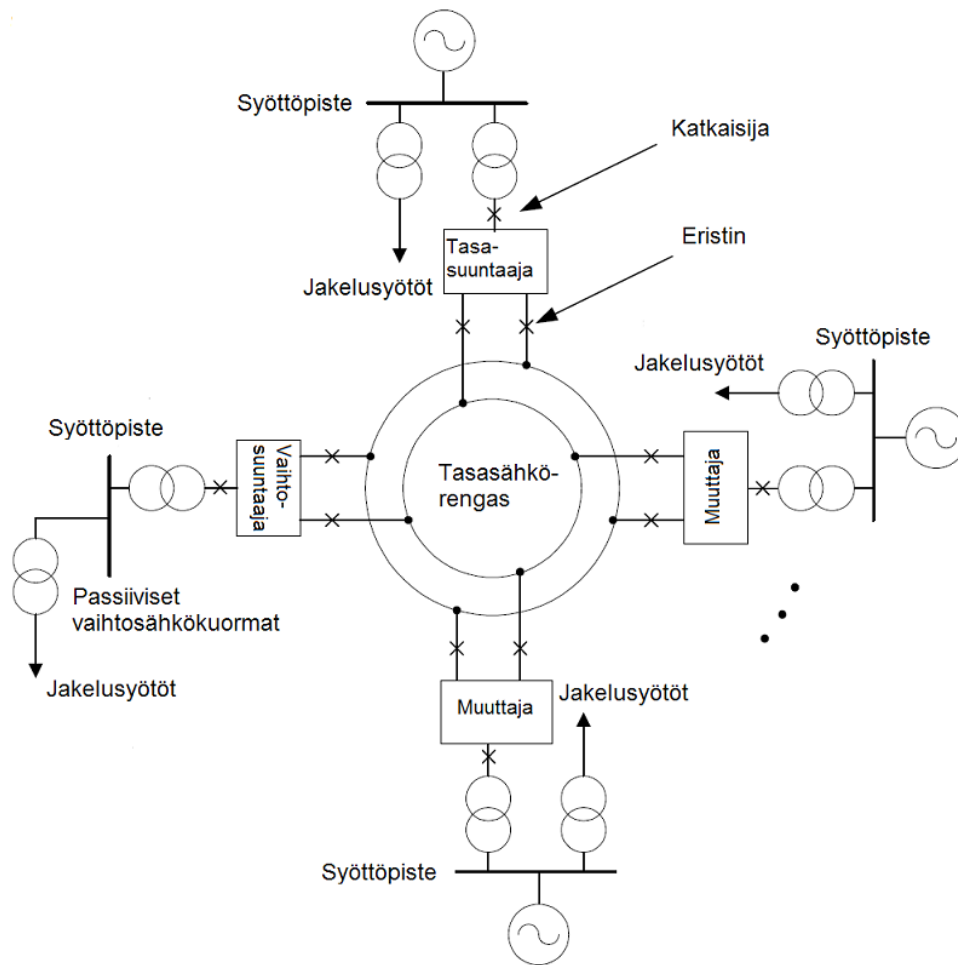 Syöttöpiste
Katkaisija
Tasa-
suuntaaja
Eristin
Jakelusyötöt
Syöttöpiste
Jakelusyötöt
Syöttöpiste
Vaihto-
suuntaaja
Tasasähkö-
rengas
Muuttaja
Passiiviset
vaihtosähkökuormat
Jakelusyötöt
Muuttaja
Jakelusyötöt
Syöttöpiste